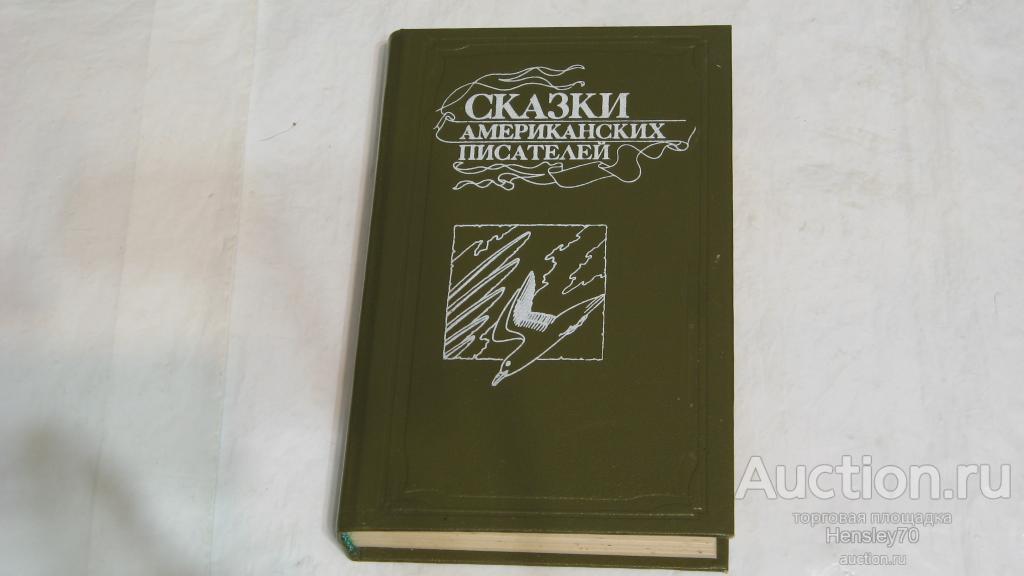 СКАЗКИ
АМЕРИКАНСКИХ
ПИСАТЕЛЕЙ
Auction.ru
торговая площадка
Hensley70
auction.ru